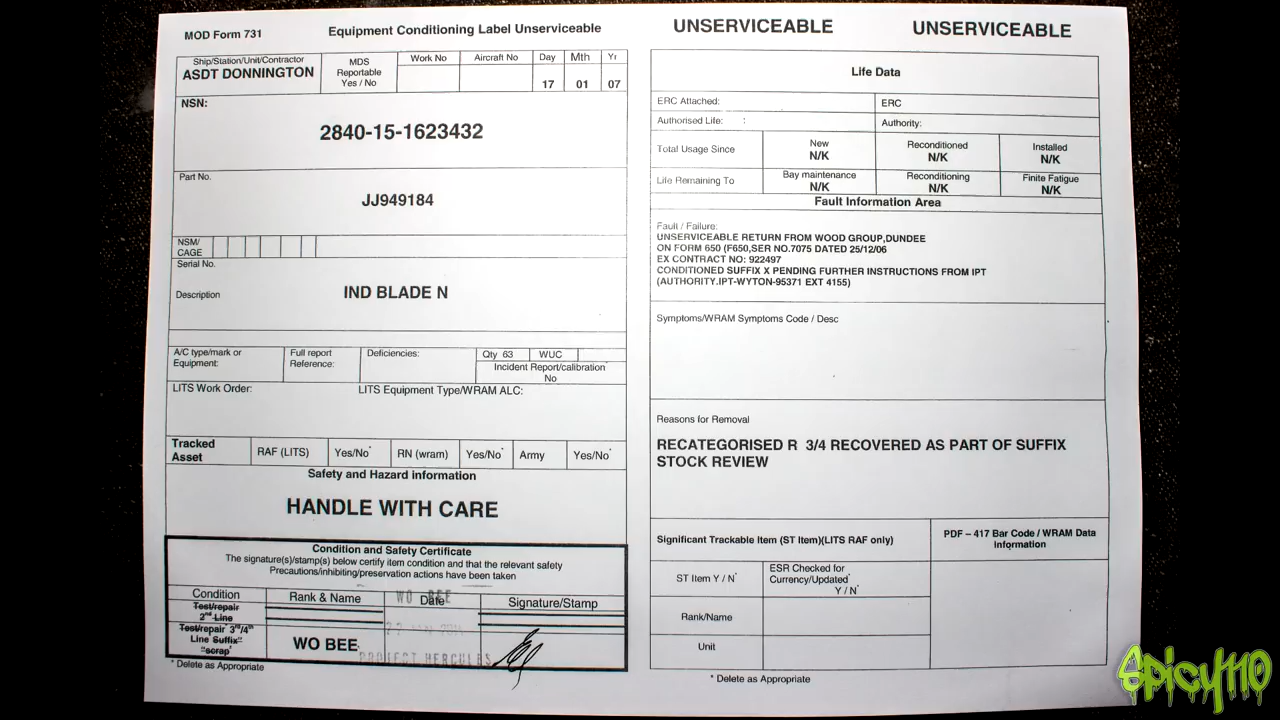 MOD Form 731
Equipment Conditioning Label Unserviceable
Ship/Station/Unit/Contractor
ASDT DONNINGTON
MDS
Reportable
Yes / No
Work No
Aircraft No
Day
Mth
Yr
17
01
07
NSN:
2840-15-1623432
Part No.
JJ949184
NSM/
CAGE
Serial No.
Description
IND BLADE N
A/C type/mark or
Equipment:
Full report
Reference:
Deficiencies:
Qty 63
WUC
Incident Report/calibration
No
LITS Work Order:
LITS Equipment Type/WRAM ALC:
Tracked
Asset
RAF (LITS)
Yes/No*
RN (wram)
Yes/No*
Army
Yes/No*
Safety and Hazard information
HANDLE WITH CARE
Condition and Safety Certificate
The signature(s)/stamp(s) below certify item condition and that the relevant safety
Precautions/inhibiting/preservation actions have been taken
Condition
Rank & Name
Date
Signature/Stamp
WO BEE
Test/repair
2nd Line
Test/repair 3rd/4th
Line Suffix"
"scrap"
WO BEE
PROJECT HERCULES
* Delete as Appropriate
UNSERVICEABLE
UNSERVICEABLE
Life Data
ERC Attached:
ERC
Authorised Life: :
Authority:
Total Usage Since
New
N/K
Reconditioned
N/K
Installed
N/K
Life Remaining To
Bay maintenance
N/K
Reconditioning
N/K
Finite Fatigue
N/K
Fault Information Area
Fault / Failure:
UNSERVICEABLE RETURN FROM WOOD GROUP,DUNDEE
ON FORM 650 (F650,SER NO.7075 DATED 25/12/06
EX CONTRACT NO: 922497
CONDITIONED SUFFIX X PENDING FURTHER INSTRUCTIONS FROM IPT
(AUTHORITY.IPT-WYTON-95371 EXT 4155)
Symptoms/WRAM Symptoms Code / Desc
Reasons for Removal
RECATEGORISED R 3/4 RECOVERED AS PART OF SUFFIX
STOCK REVIEW
Significant Trackable Item (ST Item)(LITS RAF only)
PDF – 417 Bar Code / WRAM Data
Information
ST Item Y / N*
ESR Checked for
Currency/Updated*
Y / N*
Rank/Name
Unit
* Delete as Appropriate
Spicy110